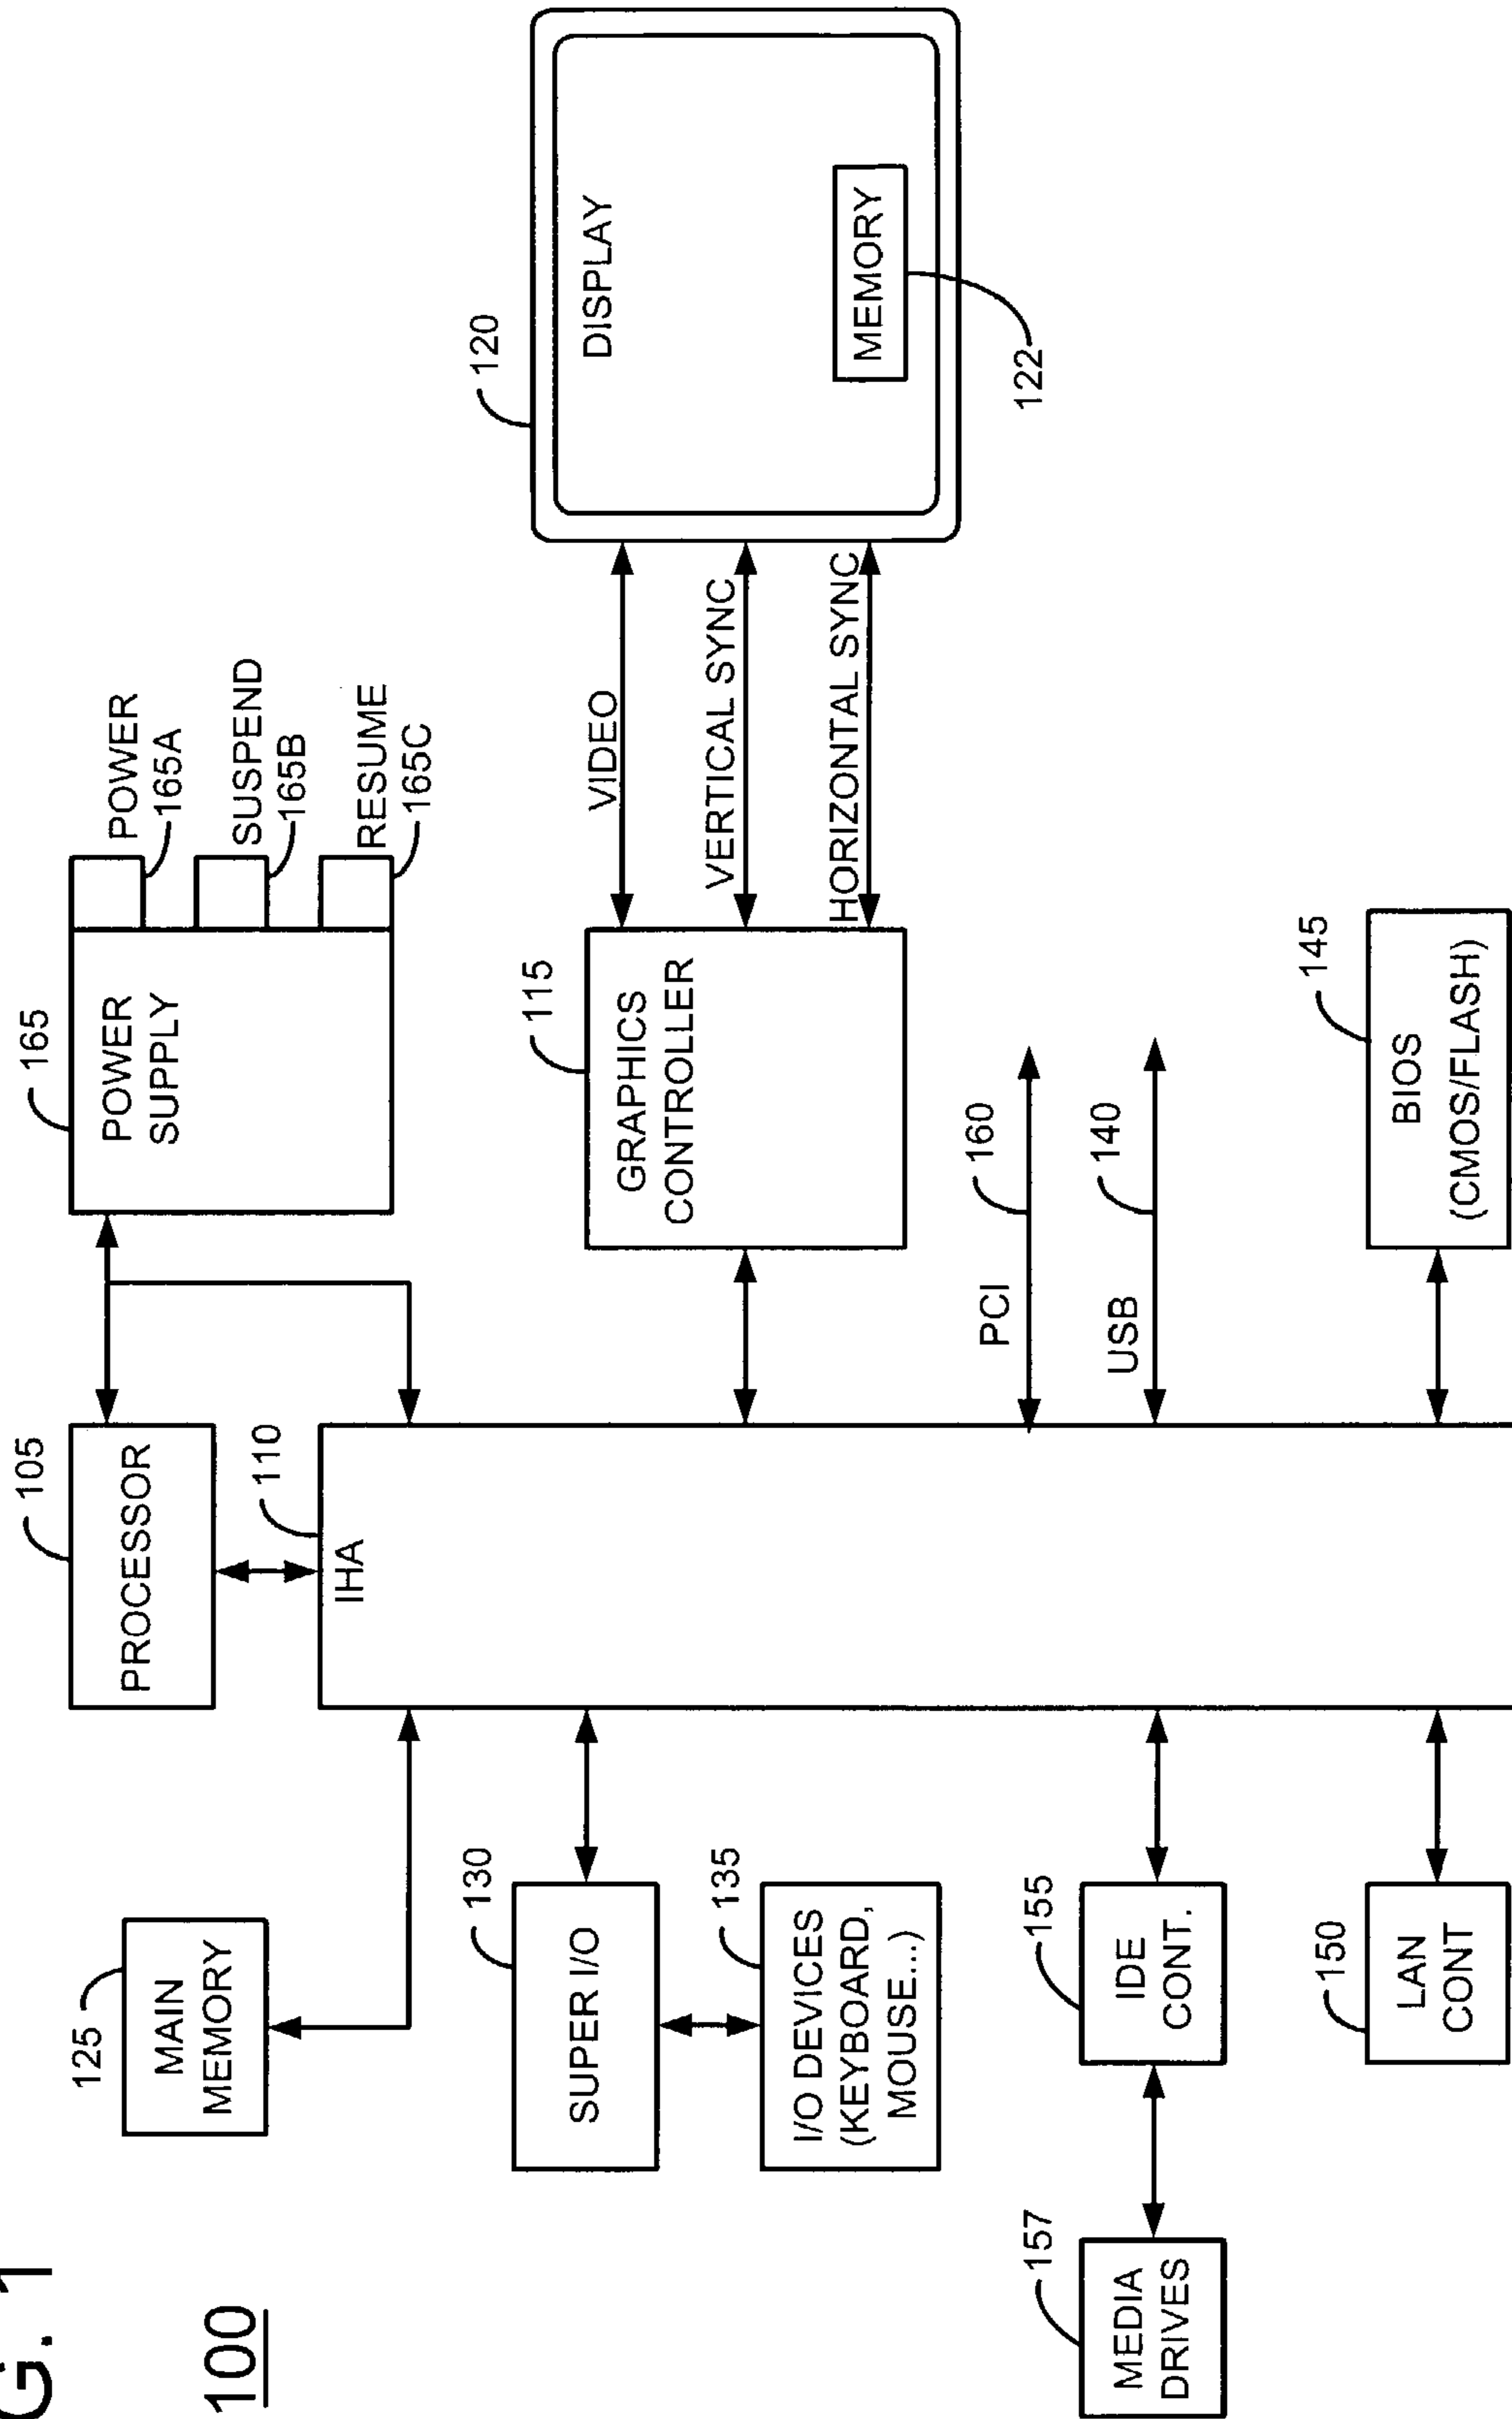 G. 1
100
125
MAIN
MEMORY
105
PROCESSOR
165
POWER
SUPPLY
POWER
165A
SUSPEND
165B
RESUME
165C
110
IHA
130
SUPER I/O
135
I/O DEVICES
(KEYBOARD,
MOUSE...)
115
GRAPHICS
CONTROLLER
VIDEO
VERTICAL SYNC
HORIZONTAL SYNC
120
DISPLAY
MEMORY
122
PCI
160
USB
140
157
MEDIA
DRIVES
155
IDE
CONT.
150
LAN
CONT
145
BIOS
(CMOS/FLASH)